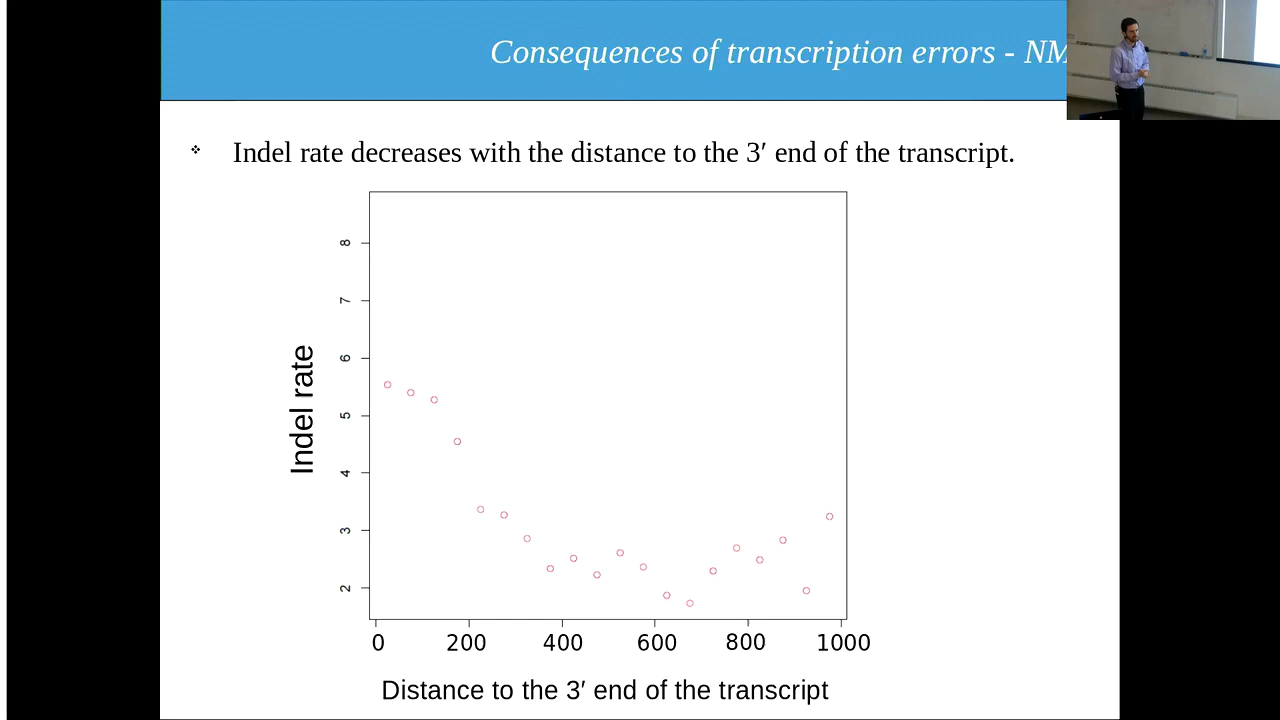 Consequences of transcription errors - NM
Indel rate decreases with the distance to the 3′ end of the transcript.
8
7
6
5
4
3
2
Indel rate
0 200 400 600 800 1000
Distance to the 3′ end of the transcript